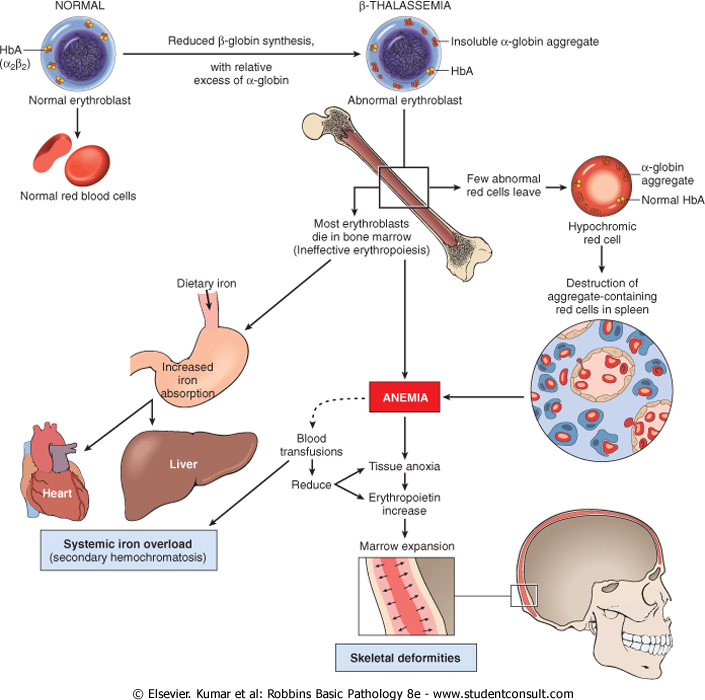 NORMAL
β-THALASSEMIA
HbA
(α₂β₂)
Reduced β-globin synthesis,
with relative
excess of α-globin
Insoluble α-globin aggregate
HbA
Normal erythroblast
Abnormal erythroblast
Normal red blood cells
Few abnormal
red cells leave
α-globin
aggregate
Normal HbA
Hypochromic
red cell
Most erythroblasts
die in bone marrow
(Ineffective erythropoiesis)
Destruction of
aggregate-containing
red cells in spleen
Dietary iron
Increased
iron
absorption
ANEMIA
Heart
Liver
Blood
transfusions
Reduce
Tissue anoxia
Erythropoietin
increase
Systemic iron overload
(secondary hemochromatosis)
Marrow expansion
Skeletal deformities
© Elsevier. Kumar et al: Robbins Basic Pathology 8e - www.studentconsult.com